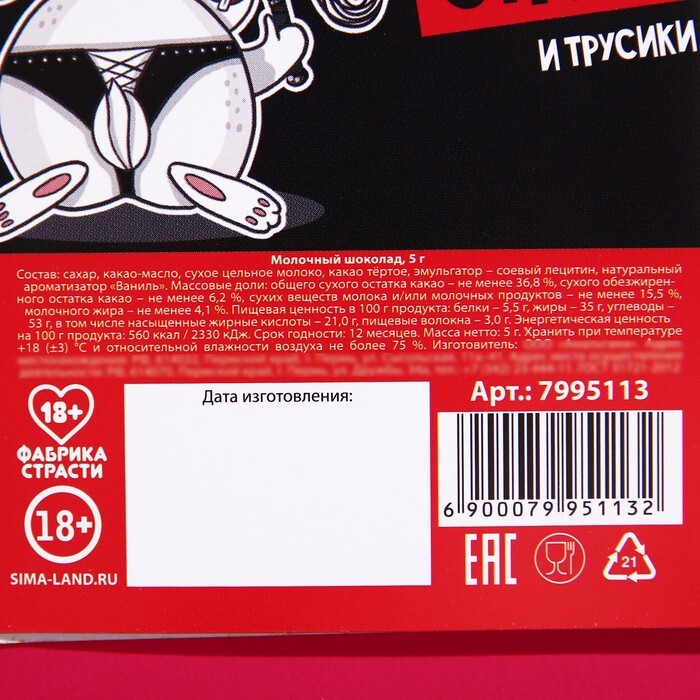 И ТРУСИКИ
Молочный шоколад, 5 г
Состав: сахар, какао-масло, сухое цельное молоко, какао тёртое, эмульгатор – соевый лецитин, натуральный
ароматизатор «Ваниль». Массовые доли: общего сухого остатка какао – не менее 36,8 %, сухого обезжирен-
ного остатка какао – не менее 6,2 %, сухих веществ молока и/или молочных продуктов – не менее 15,5 %,
молочного жира – не менее 4,1 %. Пищевая ценность в 100 г продукта: белки – 5,5 г, жиры – 35 г, углеводы –
53 г, в том числе насыщенные жирные кислоты – 21,0 г, пищевые волокна – 3,0 г. Энергетическая ценность
на 100 г продукта: 560 ккал / 2330 кДж. Срок годности: 12 месяцев. Масса нетто: 5 г. Хранить при температуре
+18 (±3) °С и относительной влажности воздуха не более 75 %. Изготовитель:
18+
ФАБРИКА
СТРАСТИ
18+
SIMA-LAND.RU
Дата изготовления:
Арт.: 7995113
6 900079 951132
EAC
21